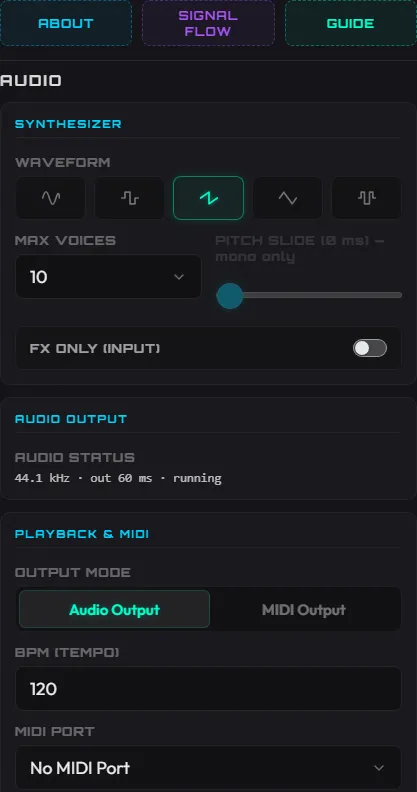 ABOUT
SIGNAL
FLOW
GUIDE
AUDIO
SYNTHESIZER
WAVEFORM
MAX VOICES
10
PITCH SLIDE (0 ms) —
mono only
FX ONLY (INPUT)
AUDIO OUTPUT
AUDIO STATUS
44.1 kHz · out 60 ms · running
PLAYBACK & MIDI
OUTPUT MODE
Audio Output
MIDI Output
BPM (TEMPO)
120
MIDI PORT
No MIDI Port